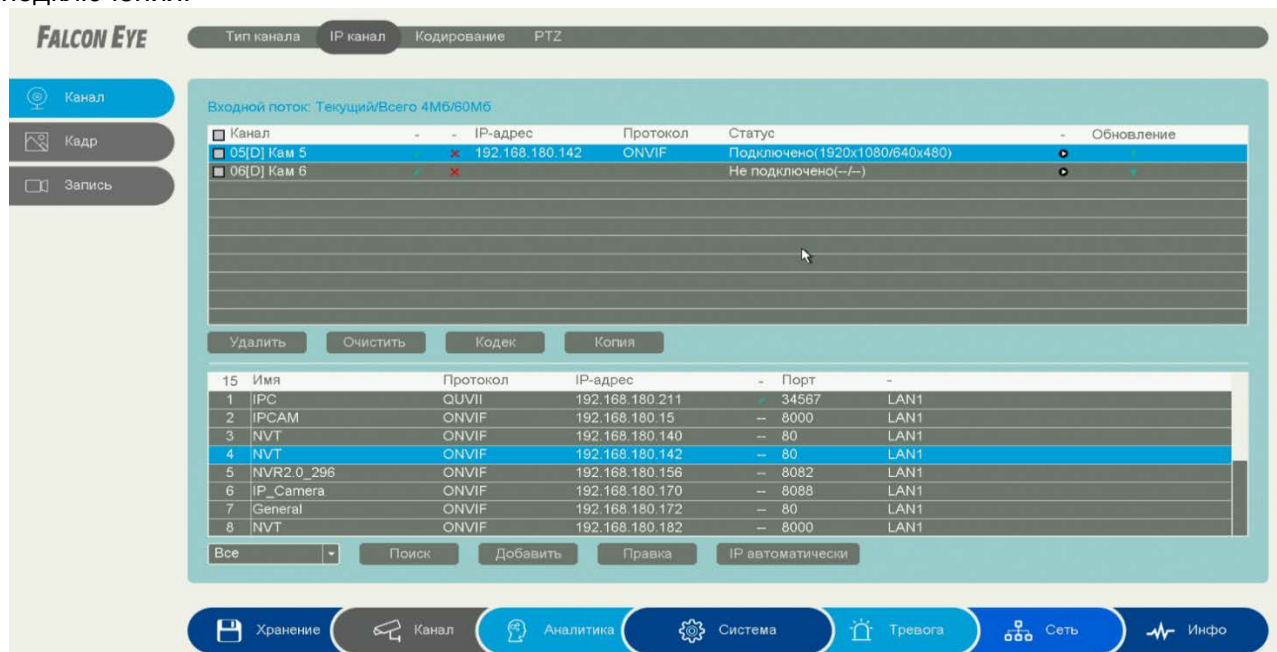 подключения.
FALCON EYE
Тип канала IP канал Кодирование PTZ
Канал
Кадр
Запись
Входной поток: Текущий/Всего 4Мб/60Мб
Канал - - IP-адрес Протокол Статус - Обновление
05[D] Кам 5 192.168.180.142 ONVIF Подключено(1920x1080/640x480)
06[D] Кам 6 Не подключено(--/--)
Удалить Очистить Кодек Копия
15 Имя Протокол IP-адрес - Порт -
1 IPC QUVII 192.168.180.211 34567 LAN1
2 IPCAM ONVIF 192.168.180.15 -- 8000 LAN1
3 NVT ONVIF 192.168.180.140 -- 80 LAN1
4 NVT ONVIF 192.168.180.142 -- 80 LAN1
5 NVR2.0_296 ONVIF 192.168.180.156 -- 8082 LAN1
6 IP_Camera ONVIF 192.168.180.170 -- 8088 LAN1
7 General ONVIF 192.168.180.172 -- 80 LAN1
8 NVT ONVIF 192.168.180.182 -- 8000 LAN1
Все Поиск Добавить Правка IP автоматически
Хранение Канал Аналитика Система Тревога Сеть Инфо